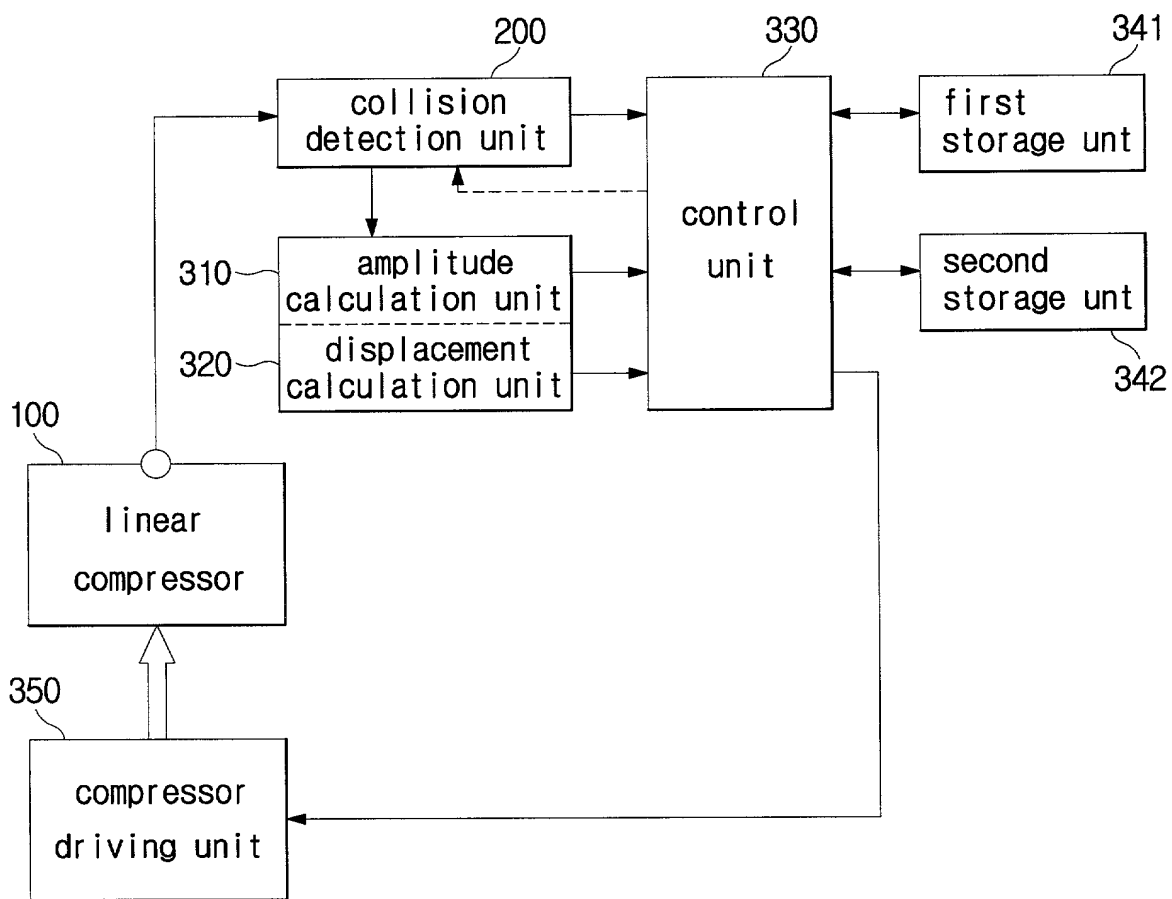 200
330
341
collision
detection unit
first
storage unt
control
unit
310
amplitude
calculation unit
second
storage unt
320
displacement
calculation unit
342
100
linear
compressor
350
compressor
driving unit